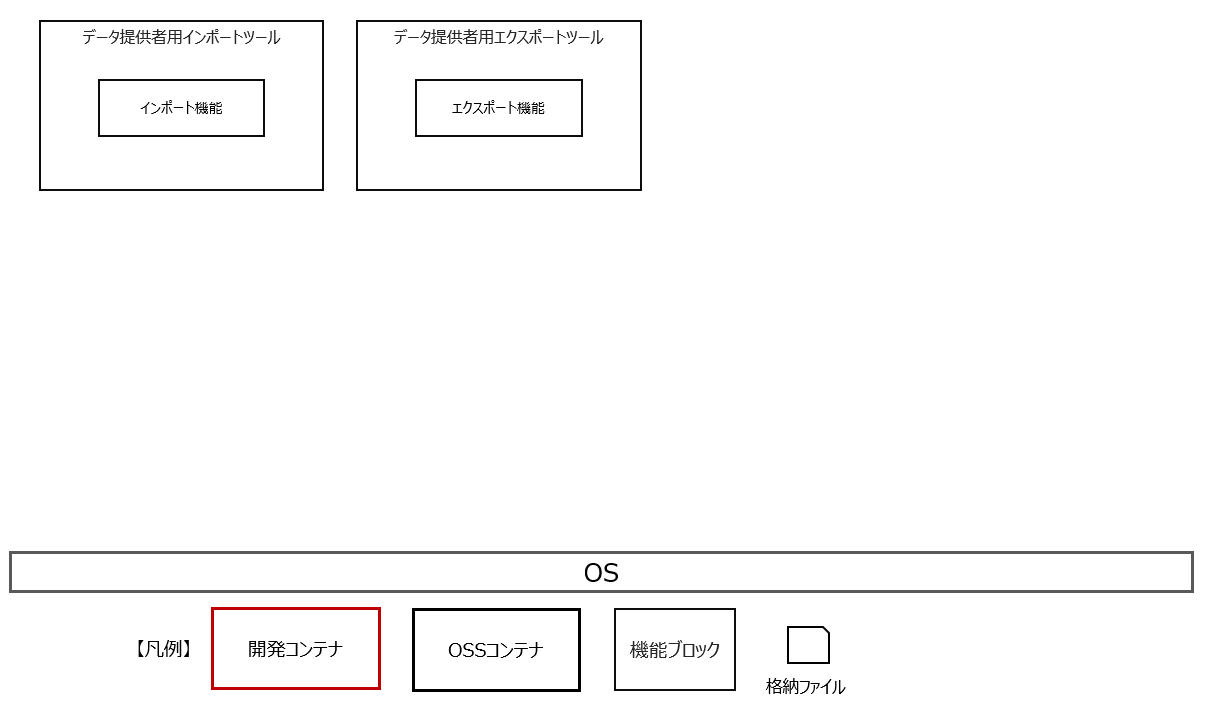 データ提供者用インポートツール
データ提供者用エクスポートツール
インポート機能
エクスポート機能
OS
【凡例】
開発コンテナ
OSSコンテナ
機能ブロック
格納ファイル